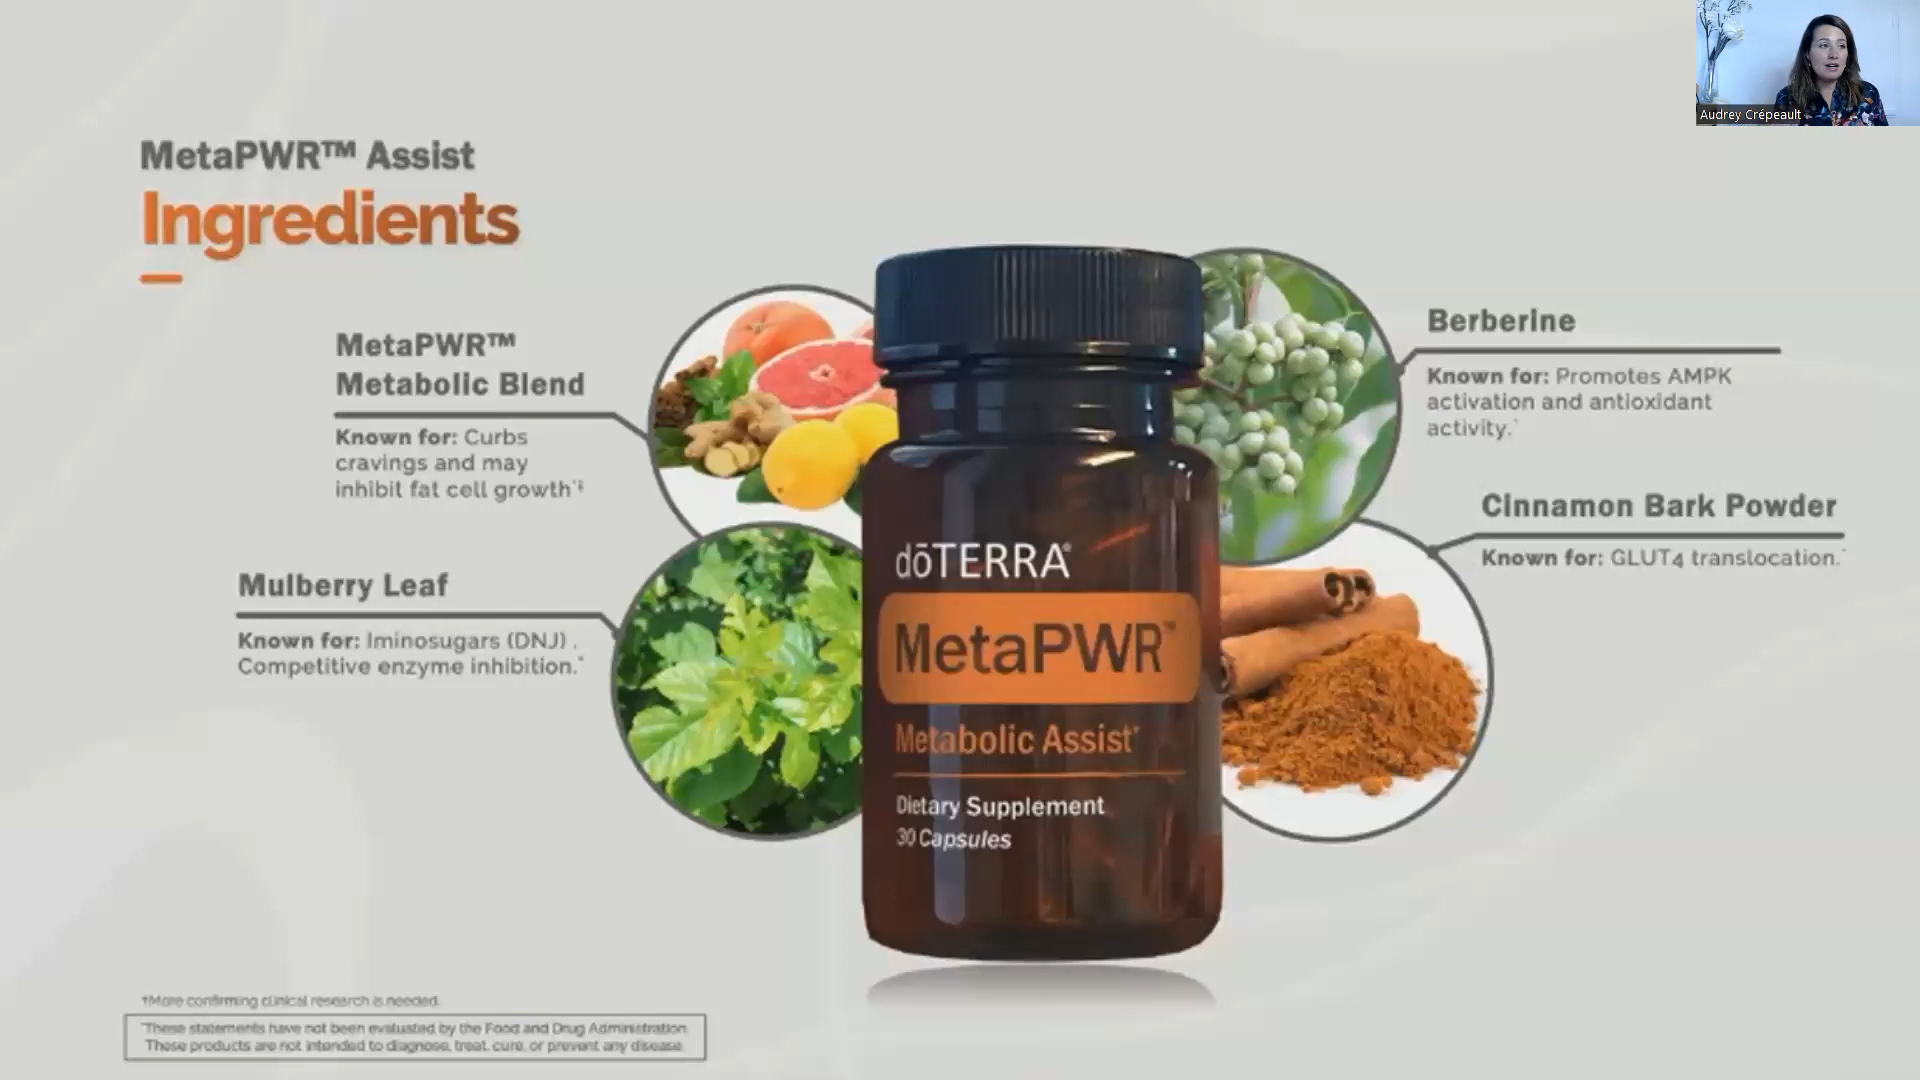 Audrey Crépeault
MetaPWR™ Assist
Ingredients
MetaPWR™
Metabolic Blend
Known for: Curbs
cravings and may
inhibit fat cell growth*‡
Mulberry Leaf
Known for: Iminosugars (DNJ) .
Competitive enzyme inhibition.*
Berberine
Known for: Promotes AMPK
activation and antioxidant
activity.*
Cinnamon Bark Powder
Known for: GLUT4 translocation.*
dōTERRA®
MetaPWR™
Metabolic Assist*
Dietary Supplement
30 Capsules
‡More confirming clinical research is needed.
*These statements have not been evaluated by the Food and Drug Administration.
These products are not intended to diagnose, treat, cure, or prevent any disease.